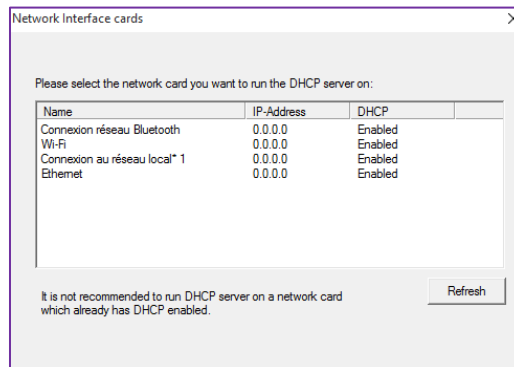 Network Interface cards
Please select the network card you want to run the DHCP server on:
Name IP-Address DHCP
Connexion réseau Bluetooth 0.0.0.0 Enabled
Wi-Fi 0.0.0.0 Enabled
Connexion au réseau local* 1 0.0.0.0 Enabled
Ethernet 0.0.0.0 Enabled
It is not recommended to run DHCP server on a network card
which already has DHCP enabled.
Refresh